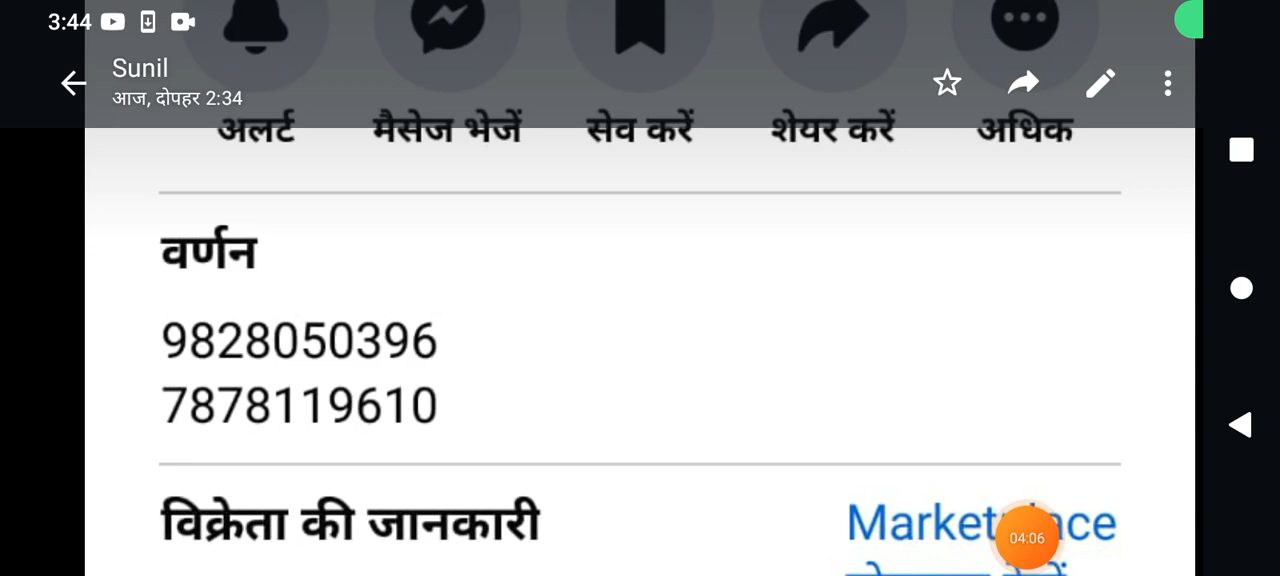 3:44
Sunil
आज, दोपहर 2:34
अलर्ट मैसेज भेजें सेव करें शेयर करें अधिक
वर्णन
9828050396
7878119610
विक्रेता की जानकारी
04:06